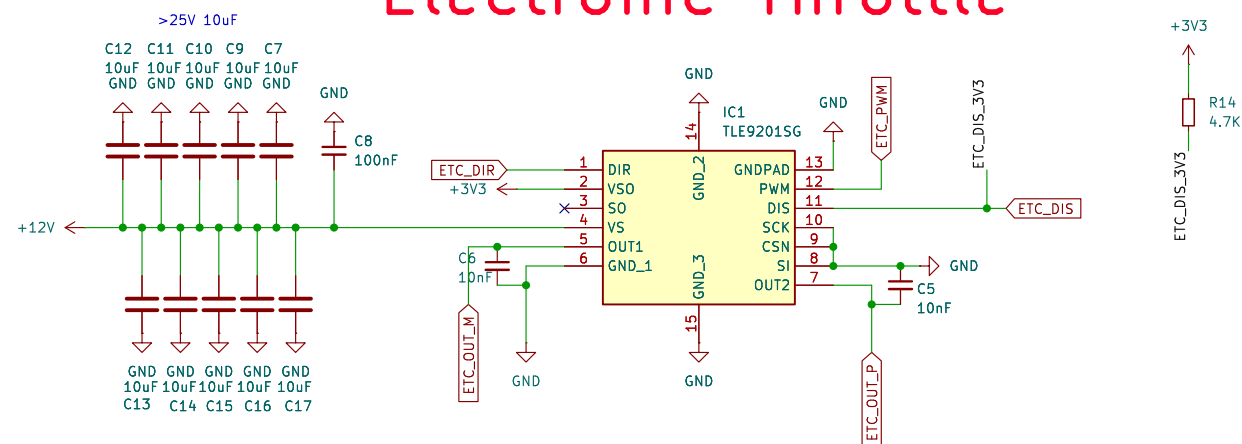 Electronic Throttle
>25V 10uF
C12 C11 C10 C9 C7
10uF 10uF 10uF 10uF 10uF
GND GND GND GND GND
GND
C8
100nF
+12V
GND GND GND GND GND
10uF 10uF 10uF 10uF 10uF
C13 C14 C15 C16 C17
ETC_DIR
+3V3
C6
10nF
ETC_OUT_M
GND
GND
14
IC1
TLE9201SG
1 DIR
2 VSO
3 SO
4 VS
5 OUT1
6 GND_1
GND_2
GND_3
GNDPAD 13
PWM 12
DIS 11
SCK 10
CSN 9
SI 8
OUT2 7
15
GND
ETC_PWM
GND
ETC_DIS_3V3
ETC_DIS
GND
C5
10nF
ETC_OUT_P
+3V3
R14
4.7K
ETC_DIS_3V3